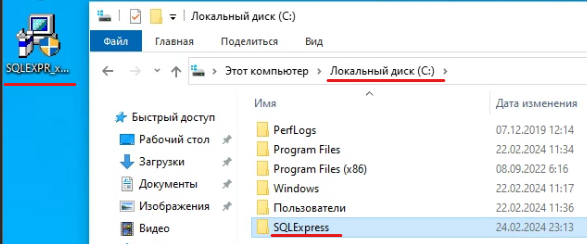 SQLEXPR_x...
Локальный диск (C:)
Файл Главная Поделиться Вид
Этот компьютер Локальный диск (C:)
Имя Дата изменения
Быстрый доступ
Рабочий стол
Загрузки
Документы
Изображения
Видео
PerfLogs 07.12.2019 12:14
Program Files 22.02.2024 11:34
Program Files (x86) 08.09.2022 6:16
Windows 22.02.2024 11:17
Пользователи 22.02.2024 11:34
SQLExpress 24.02.2024 23:13